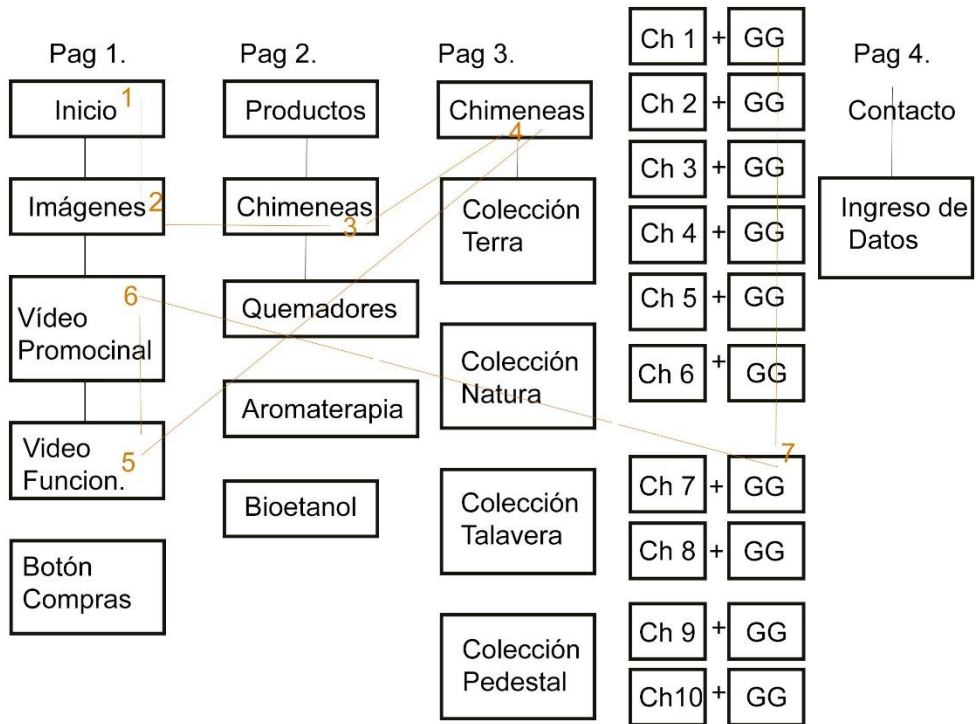 Pag 1.
Inicio
1
Imágenes
2
Vídeo
Promocinal
6
Video
Funcion.
5
Botón
Compras
Pag 2.
Productos
Chimeneas
3
Quemadores
Aromaterapia
Bioetanol
Pag 3.
Chimeneas
4
Colección
Terra
Colección
Natura
Colección
Talavera
Colección
Pedestal
Ch 1 + GG
Ch 2 + GG
Ch 3 + GG
Ch 4 + GG
Ch 5 + GG
Ch 6 + GG
7
Ch 7 + GG
Ch 8 + GG
Ch 9 + GG
Ch10 + GG
Pag 4.
Contacto
Ingreso de
Datos